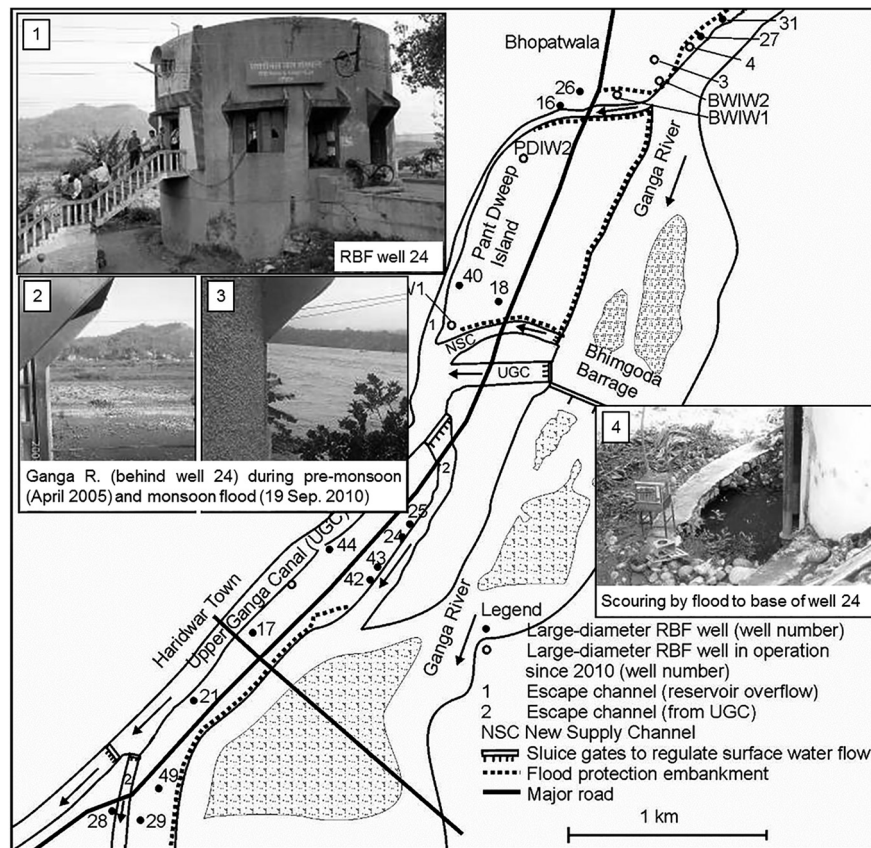 1
RBF well 24
2
3
Ganga R. (behind well 24) during pre-monsoon
(April 2005) and monsoon flood (19 Sep. 2010)
4
Scouring by flood to base of well 24
Bhopatwala
31
27
4
3
BWIW2
BWIW1
26
16
PDIW2
Ganga River
Pant Dweep
Island
40
18
1
NSC
UGC
Bhimgoda
Barrage
2
25
24
43
42
44
Upper Ganga Canal (UGC)
Haridwar Town
17
21
Ganga River
2
49
28
29
Legend
Large-diameter RBF well (well number)
Large-diameter RBF well in operation
since 2010 (well number)
1 Escape channel (reservoir overflow)
2 Escape channel (from UGC)
NSC New Supply Channel
Sluice gates to regulate surface water flow
Flood protection embankment
Major road
1 km